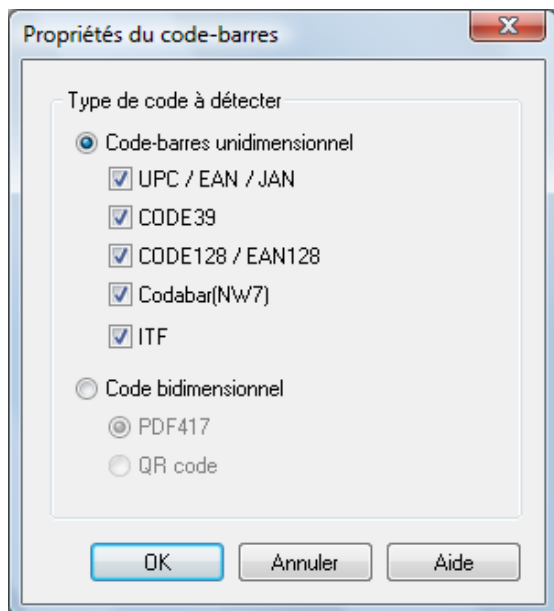 Propriétés du code-barres
Type de code à détecter
Code-barres unidimensionnel
UPC / EAN / JAN
CODE39
CODE128 / EAN128
Codabar(NW7)
ITF
Code bidimensionnel
PDF417
QR code
OK Annuler Aide